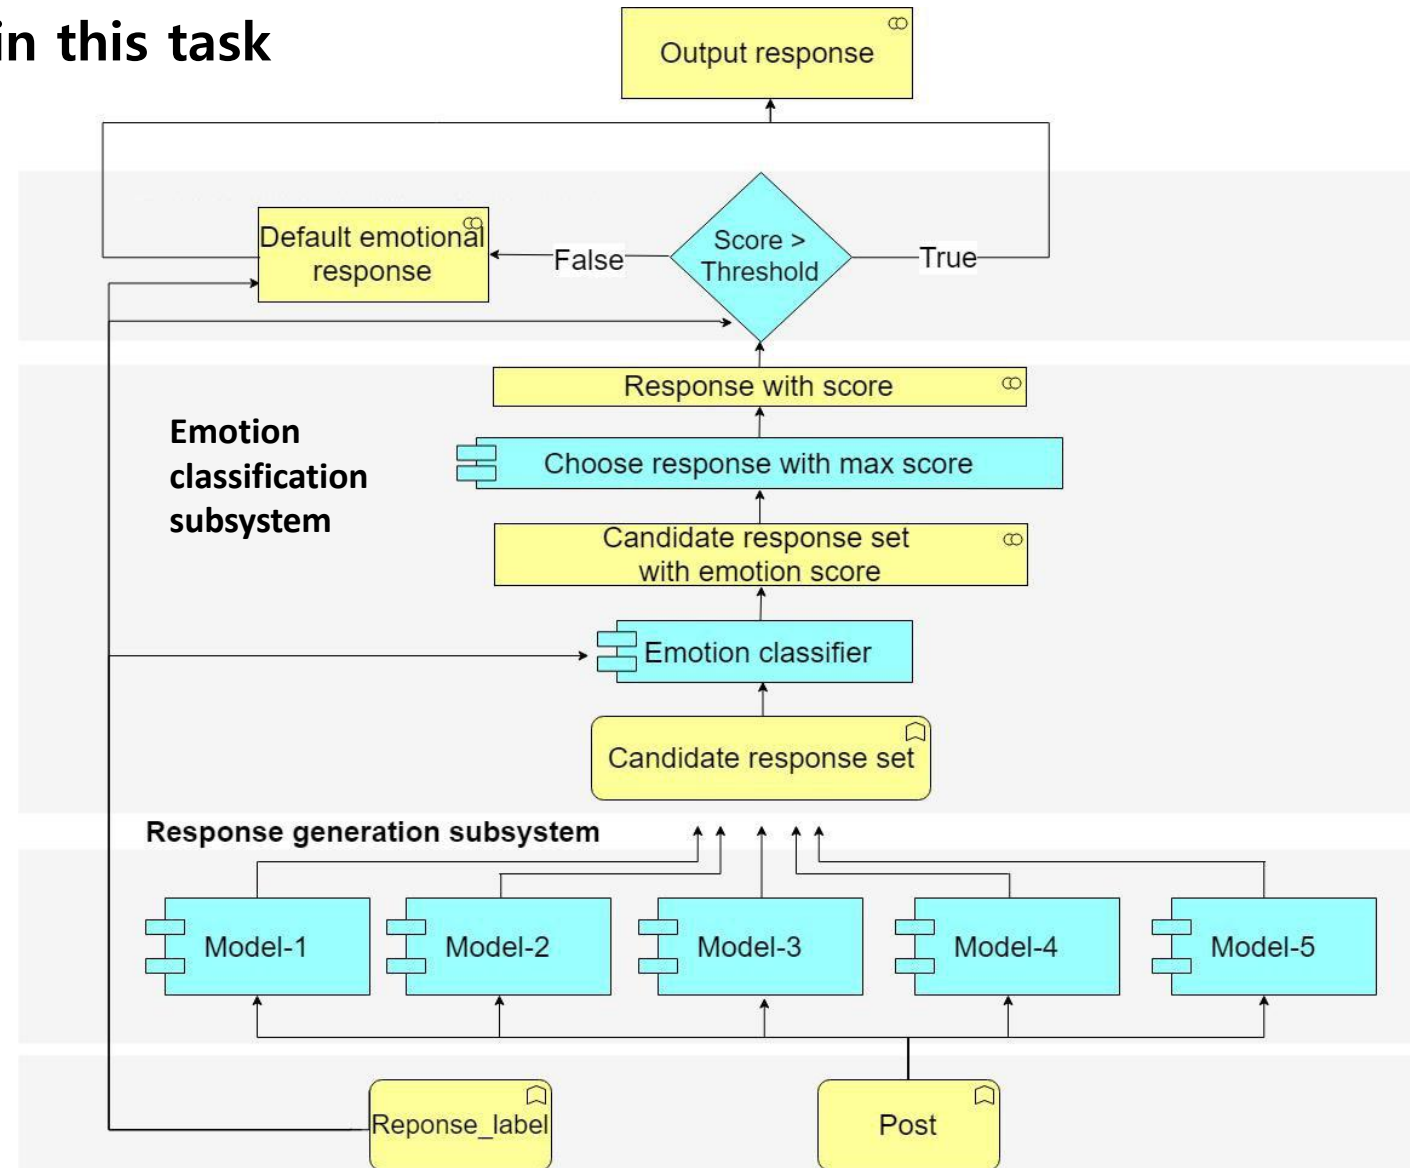 in this task
Output response
Default emotional
response
False
Score >
Threshold
True
Response with score
Emotion
classification
subsystem
Choose response with max score
Candidate response set
with emotion score
Emotion classifier
Candidate response set
Response generation subsystem
Model-1
Model-2
Model-3
Model-4
Model-5
Reponse_label
Post